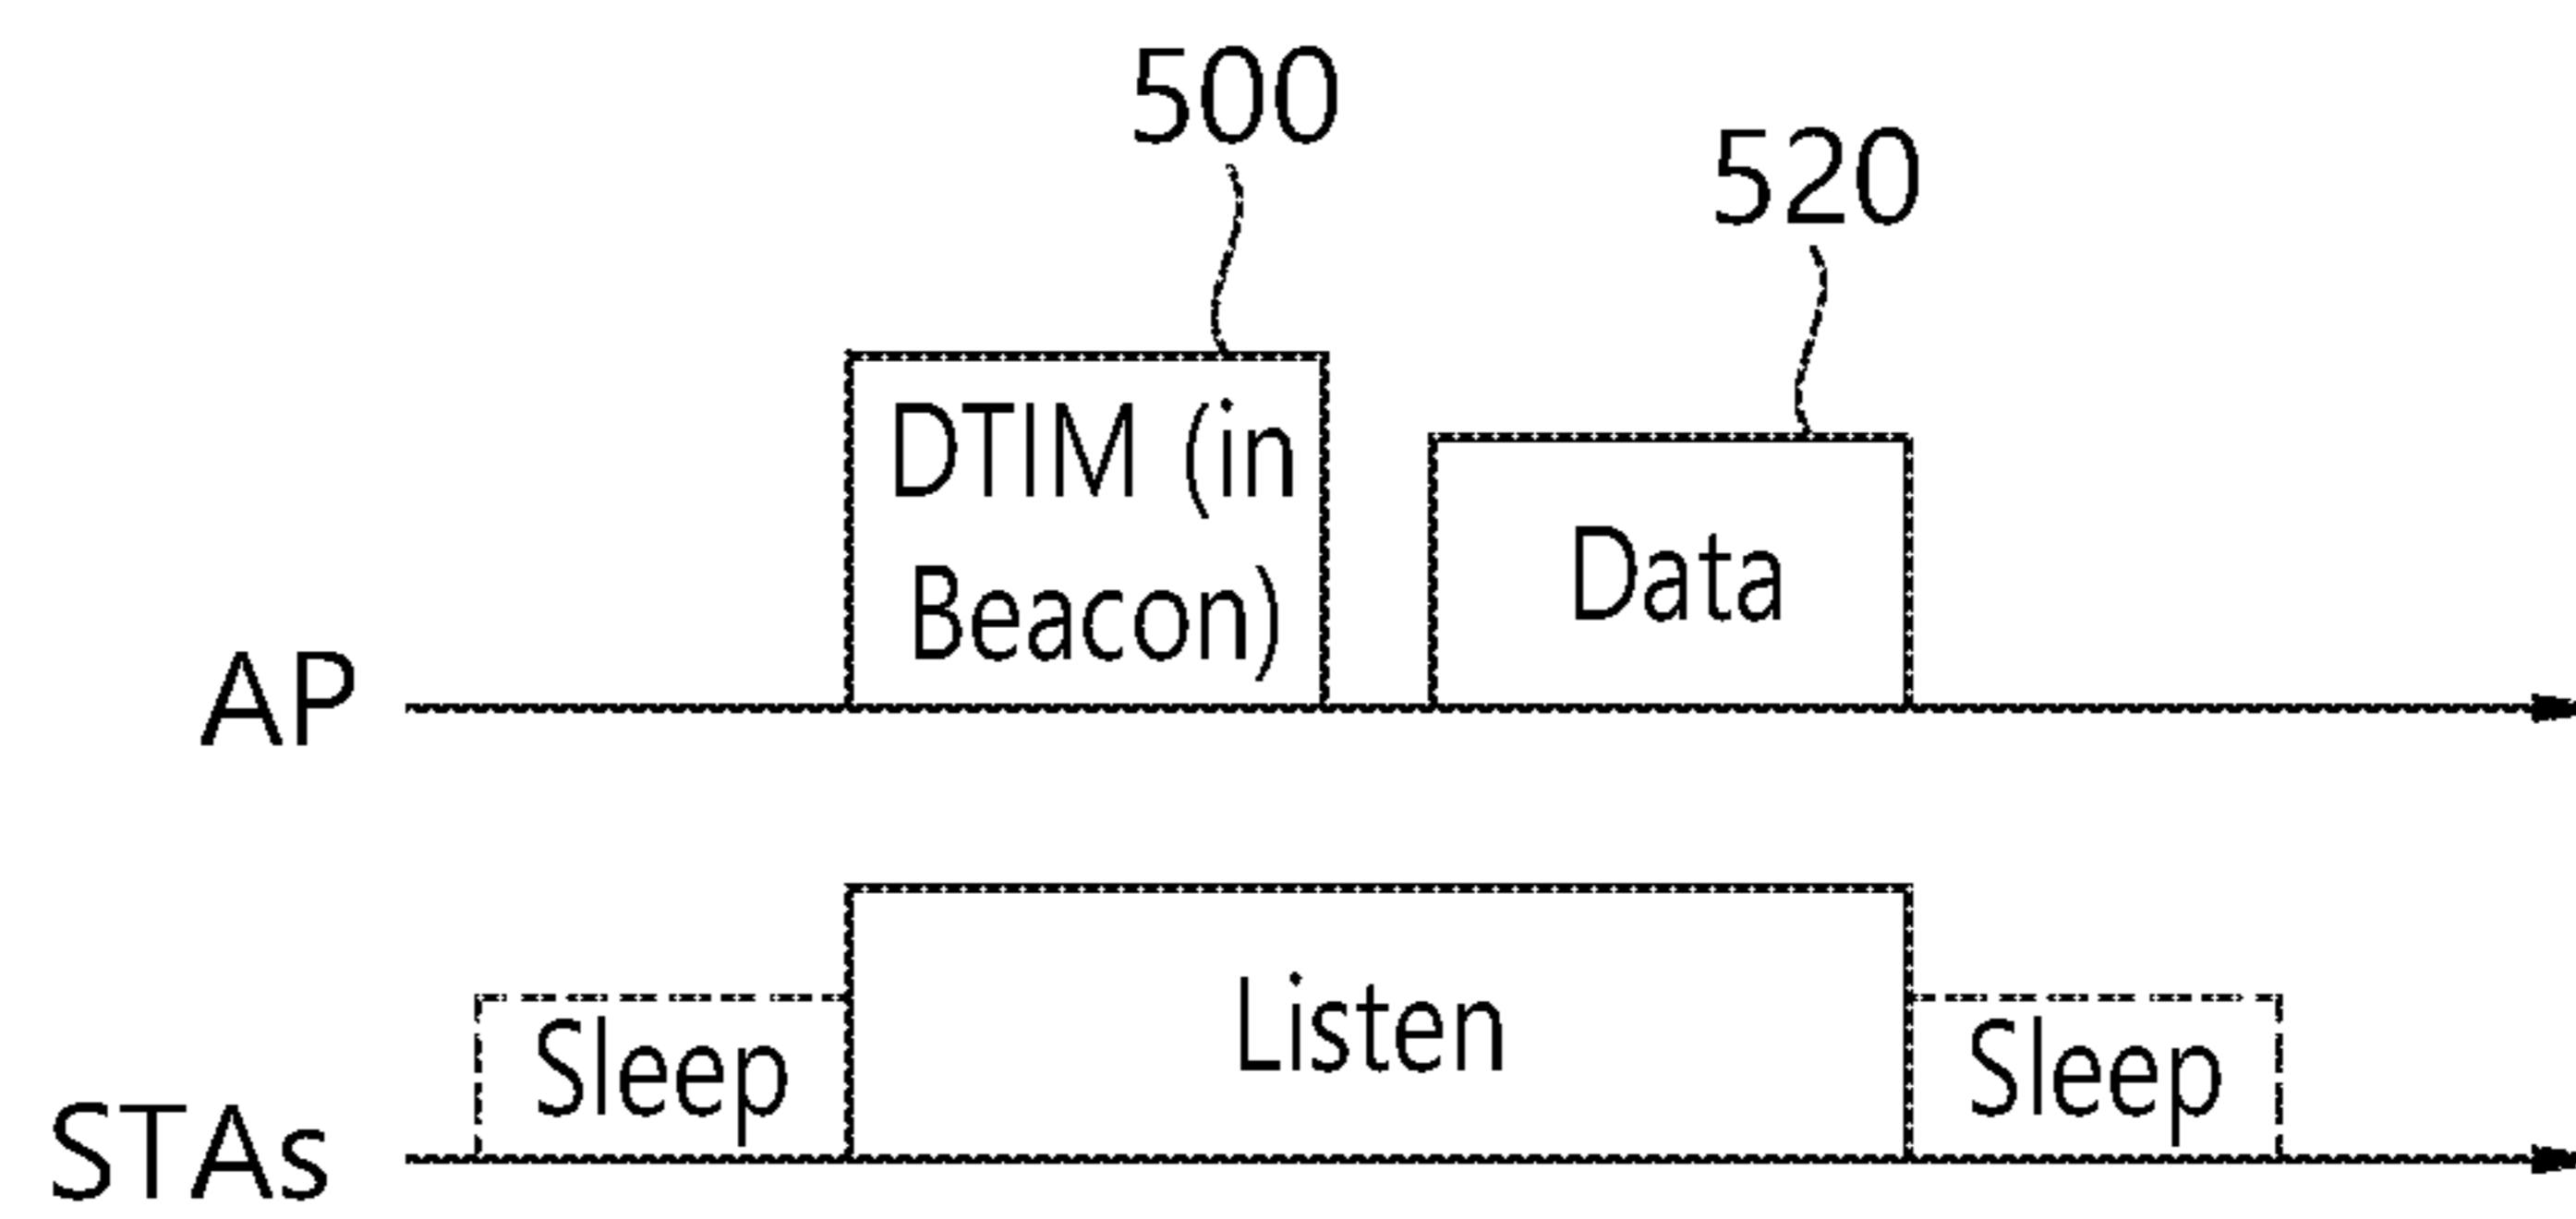 500
520
DTIM (in
Beacon)
Data
AP
Listen
Sleep
Sleep
STAs